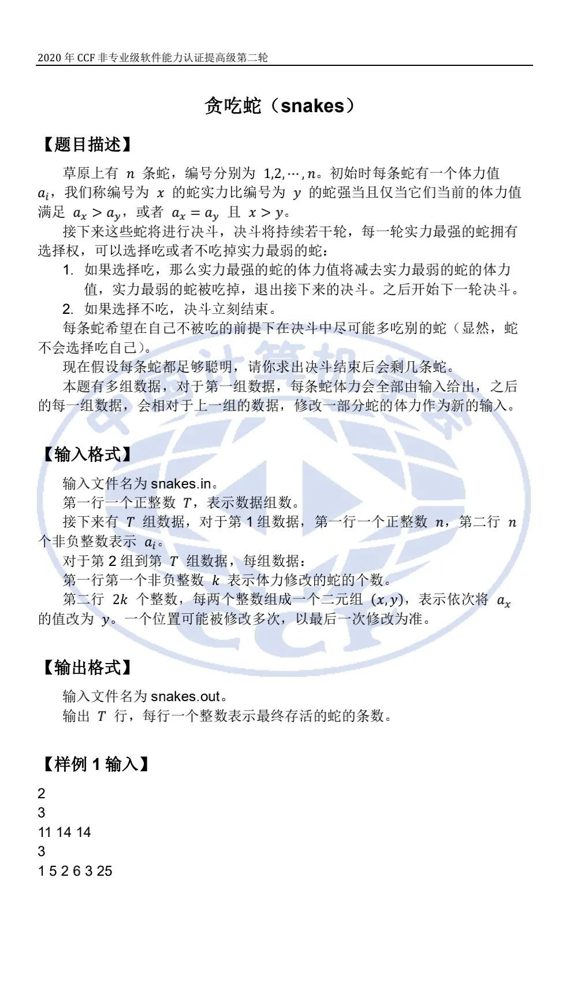 2020 年 CCF 非专业级软件能力认证提高级第二轮
贪吃蛇（snakes）
【题目描述】
草原上有 n 条蛇，编号分别为 1,2,⋯,n。初始时每条蛇有一个体力值
aᵢ，我们称编号为 x 的蛇实力比编号为 y 的蛇强当且仅当它们当前的体力值
满足 aₓ > a_y，或者 aₓ = a_y 且 x > y。
接下来这些蛇将进行决斗，决斗将持续若干轮，每一轮实力最强的蛇拥有
选择权，可以选择吃或者不吃掉实力最弱的蛇：
1. 如果选择吃，那么实力最强的蛇的体力值将减去实力最弱的蛇的体力
值，实力最弱的蛇被吃掉，退出接下来的决斗。之后开始下一轮决斗。
2. 如果选择不吃，决斗立刻结束。
每条蛇希望在自己不被吃的前提下在决斗中尽可能多吃别的蛇（显然，蛇
不会选择吃自己）。
现在假设每条蛇都足够聪明，请你求出决斗结束后会剩几条蛇。
本题有多组数据，对于第一组数据，每条蛇体力会全部由输入给出，之后
的每一组数据，会相对于上一组的数据，修改一部分蛇的体力作为新的输入。
【输入格式】
输入文件名为 snakes.in。
第一行一个正整数 T，表示数据组数。
接下来有 T 组数据，对于第 1 组数据，第一行一个正整数 n，第二行 n
个非负整数表示 aᵢ。
对于第 2 组到第 T 组数据，每组数据：
第一行第一个非负整数 k 表示体力修改的蛇的个数。
第二行 2k 个整数，每两个整数组成一个二元组 (x,y)，表示依次将 aₓ
的值改为 y。一个位置可能被修改多次，以最后一次修改为准。
【输出格式】
输入文件名为 snakes.out。
输出 T 行，每行一个整数表示最终存活的蛇的条数。
【样例 1 输入】
2
3
11 14 14
3
1 5 2 6 3 25
中国计算机学会
CCF